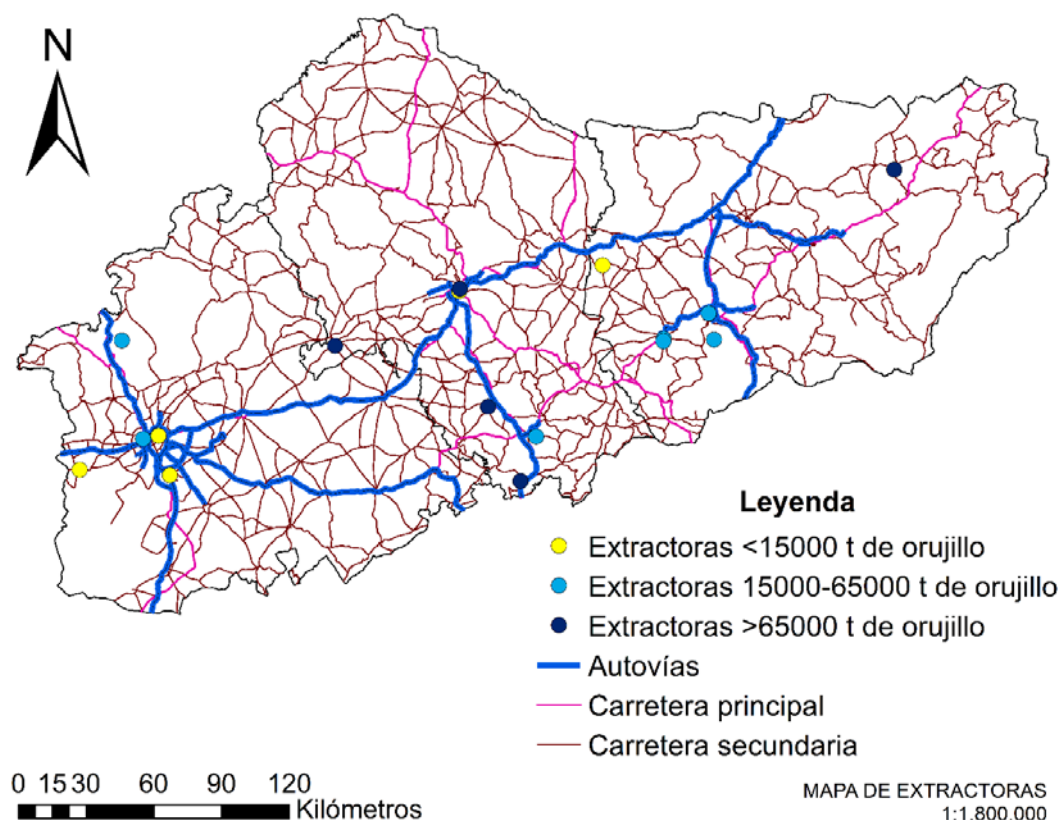 N
Leyenda
Extractoras <15000 t de orujillo
Extractoras 15000-65000 t de orujillo
Extractoras >65000 t de orujillo
Autovías
Carretera principal
Carretera secundaria
0 15 30 60 90 120
Kilómetros
MAPA DE EXTRACTORAS
1:1.800.000